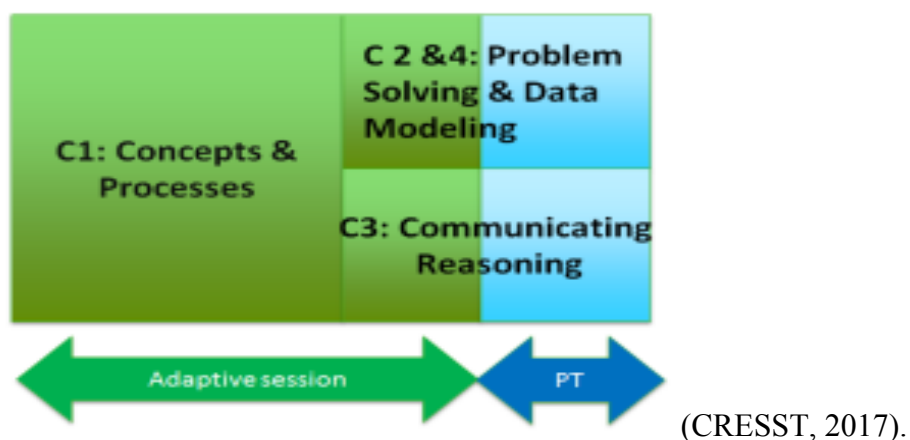 C1: Concepts &
Processes
C 2 &4: Problem
Solving & Data
Modeling
C3: Communicating
Reasoning
Adaptive session
PT
(CRESST, 2017).